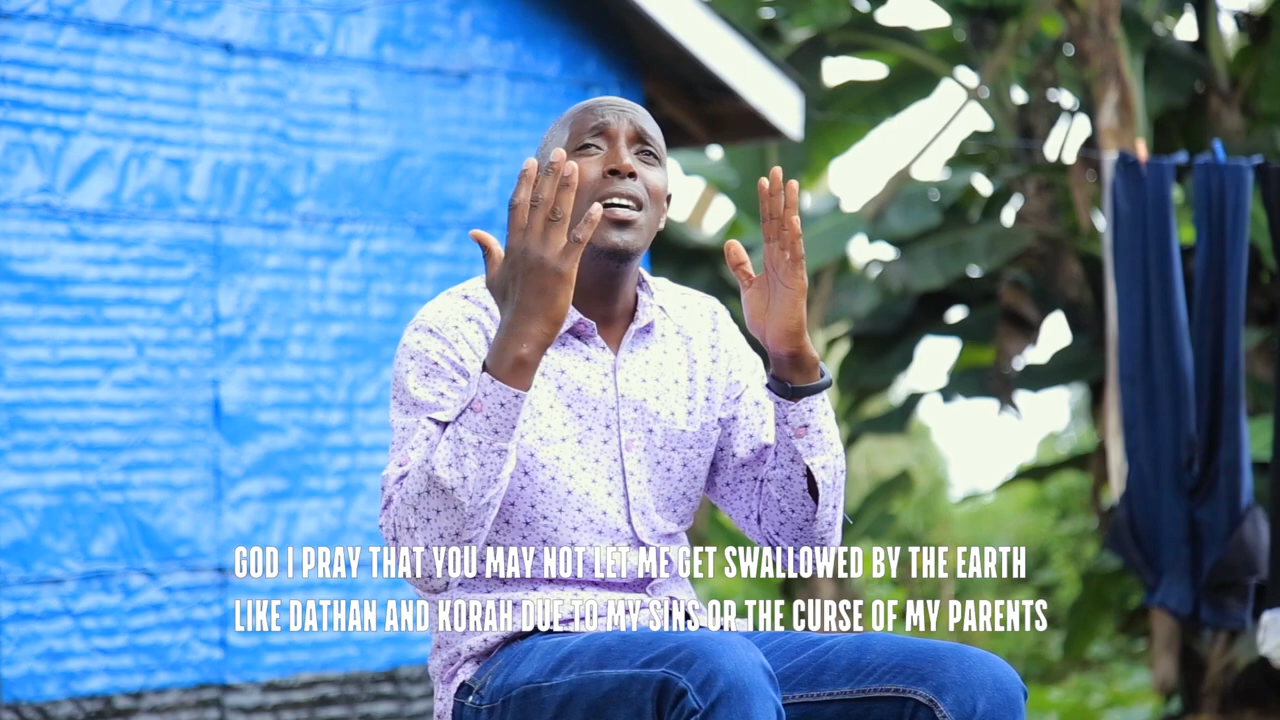 GOD I PRAY THAT YOU MAY NOT LET ME GET SWALLOWED BY THE EARTH
LIKE DATHAN AND KORAH DUE TO MY SINS OR THE CURSE OF MY PARENTS